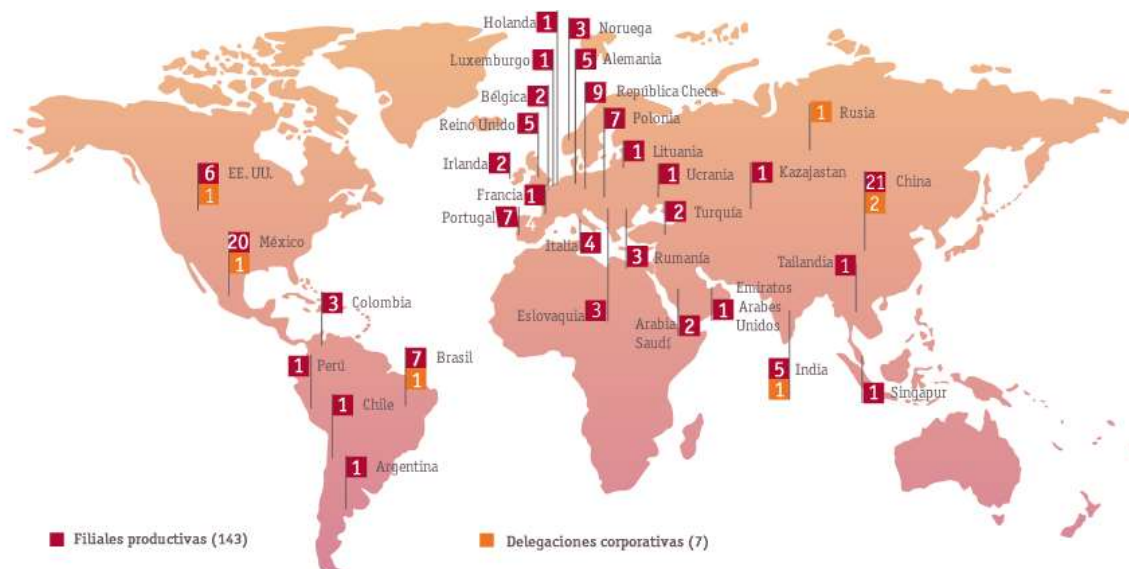 Holanda 1
3 Noruega
Luxemburgo 1
5 Alemania
Bélgica 2
9 República Checa
Reino Unido 5
7 Polonia
1 Rusia
Irlanda 2
1 Lituania
6 EE. UU.
1
1 Ucrania
1 Kazajastan
21 China
2
Francia 1
Portugal 7 4
2 Turquía
20 México
1
Italia 4
3 Rumanía
Tailandia 1
3 Colombia
Eslovaquia 3
Arabia
Saudí 2
Emiratos
1 Arabes
Unidos
1 Perú
7 Brasil
1
5 India
1
1 Singapur
1 Chile
1 Argentina
Filiales productivas (143)
Delegaciones corporativas (7)